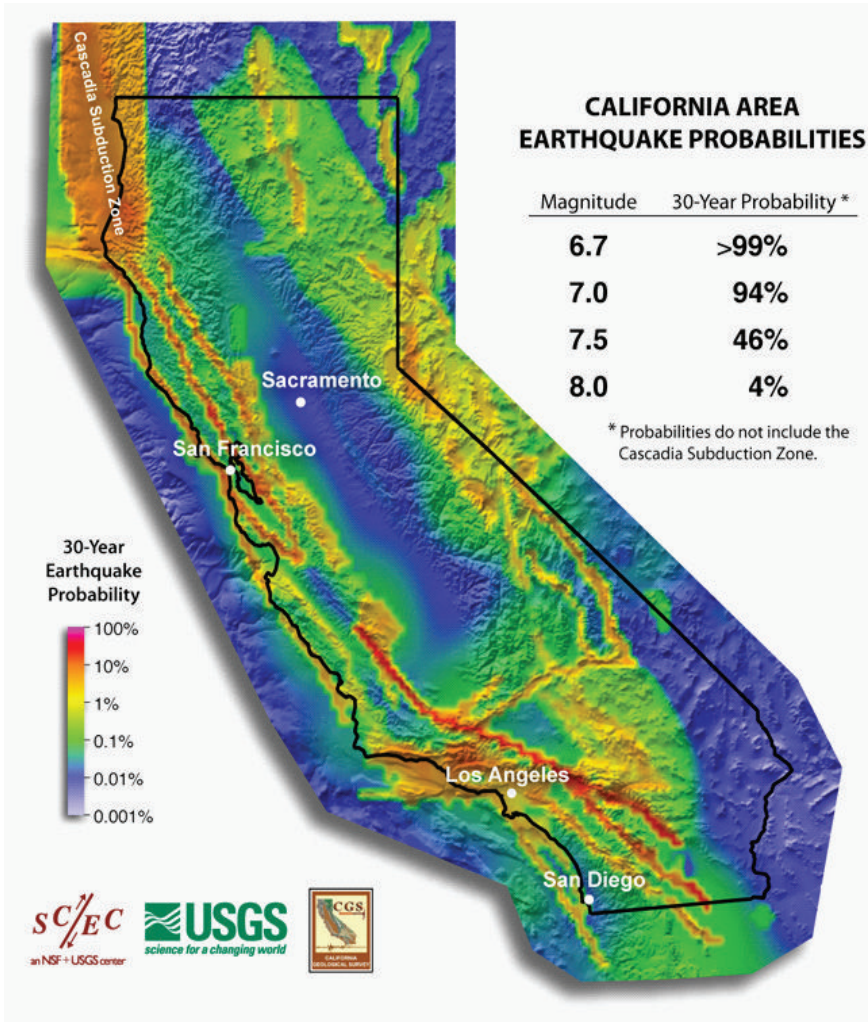 Cascadia Subduction Zone
CALIFORNIA AREA
EARTHQUAKE PROBABILITIES
Magnitude 30-Year Probability *
6.7 >99%
7.0 94%
7.5 46%
8.0 4%
* Probabilities do not include the
Cascadia Subduction Zone.
Sacramento
San Francisco
30-Year
Earthquake
Probability
100%
10%
1%
0.1%
0.01%
0.001%
Los Angeles
San Diego
SC/EC
an NSF+USGS center
USGS
science for a changing world
CGS
CALIFORNIA
GEOLOGICAL SURVEY